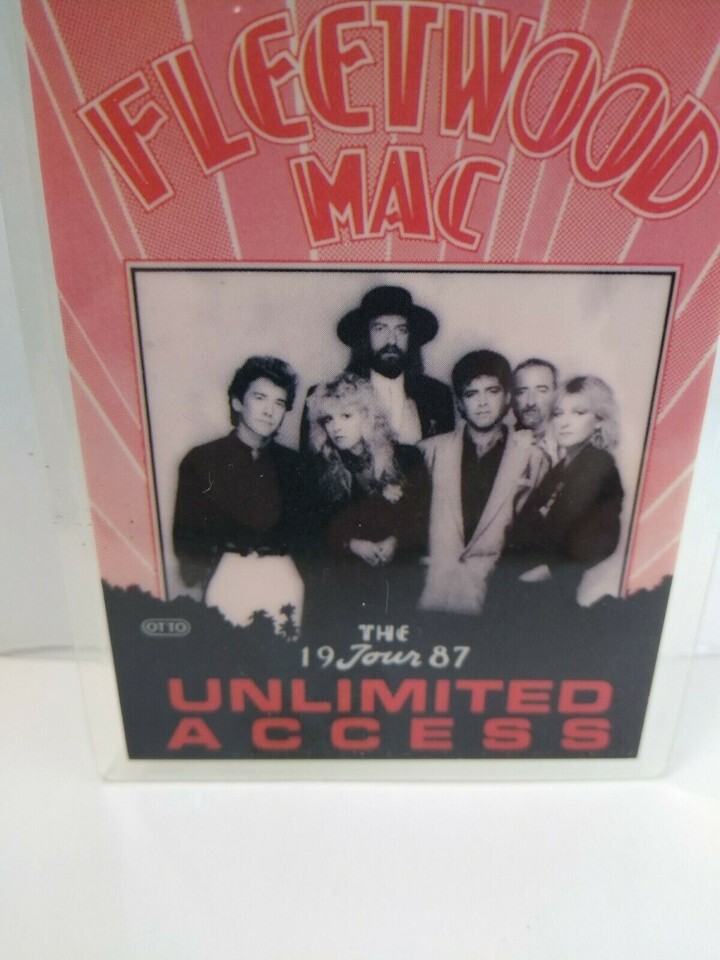 FLEETWOOD
MAC
OTTO
THE
19 Tour 87
UNLIMITED
ACCESS